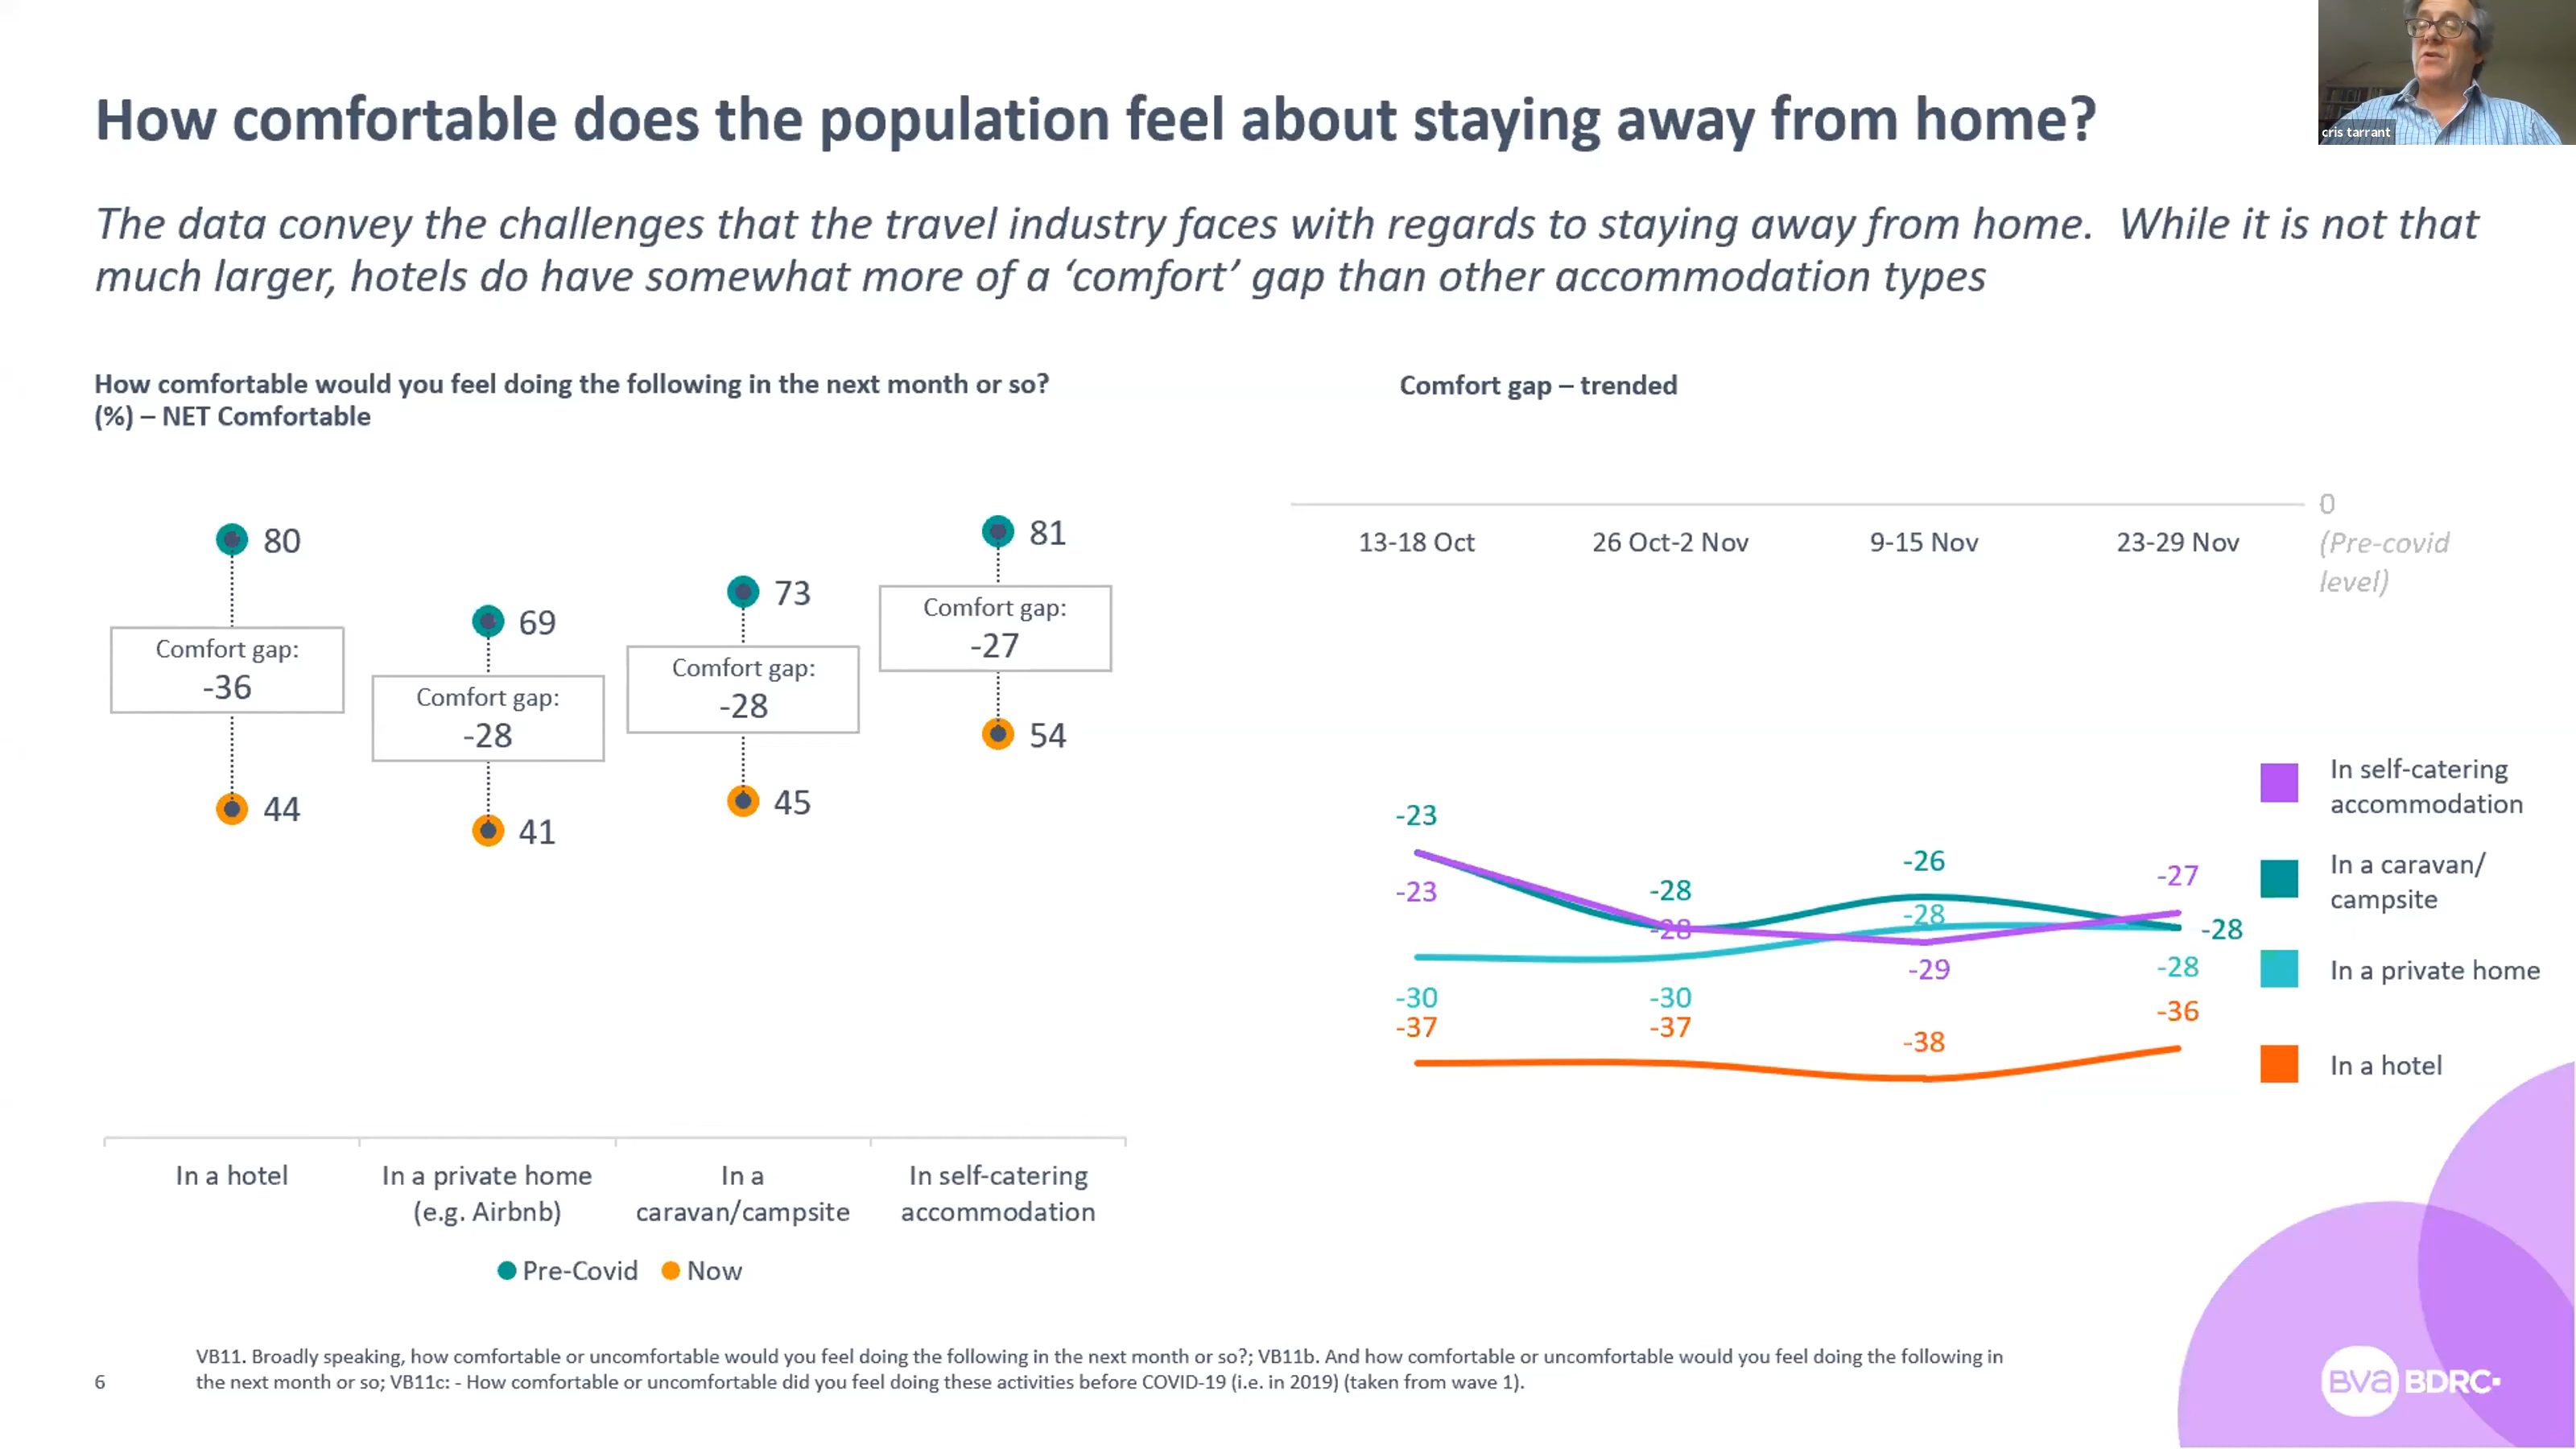 cris tarrant
How comfortable does the population feel about staying away from home?
The data convey the challenges that the travel industry faces with regards to staying away from home.  While it is not that
much larger, hotels do have somewhat more of a ‘comfort’ gap than other accommodation types
How comfortable would you feel doing the following in the next month or so?
(%) – NET Comfortable
80
Comfort gap:
-36
44
69
Comfort gap:
-28
41
73
Comfort gap:
-28
45
81
Comfort gap:
-27
54
In a hotel
In a private home
(e.g. Airbnb)
In a
caravan/campsite
In self-catering
accommodation
Pre-Covid
Now
Comfort gap – trended
0
(Pre-covid
level)
13-18 Oct
26 Oct-2 Nov
9-15 Nov
23-29 Nov
-23
-28
-26
-28
-23
-28
-29
-27
-30
-30
-28
-28
-37
-37
-38
-36
In self-catering
accommodation
In a caravan/
campsite
In a private home
In a hotel
6
VB11. Broadly speaking, how comfortable or uncomfortable would you feel doing the following in the next month or so?; VB11b. And how comfortable or uncomfortable would you feel doing the following in
the next month or so; VB11c: - How comfortable or uncomfortable did you feel doing these activities before COVID-19 (i.e. in 2019) (taken from wave 1).
BVA BDRC